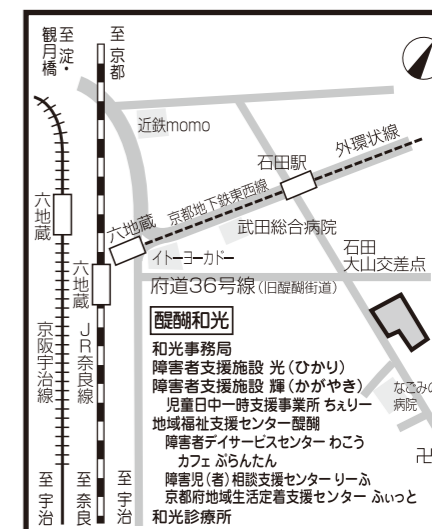 至 淀・
観月橋
至 京都
近鉄momo
石田駅
外環状線
六地蔵
京都地下鉄東西線
六地蔵
武田総合病院
イトーヨーカドー
石田
大山交差点
六地蔵
府道36号線(旧醍醐街道)
醍醐和光
京阪宇治線
JR奈良線
和光事務局
障害者支援施設 光(ひかり)
障害者支援施設 輝(かがやき)
児童日中一時支援事業所 ちぇりー
地域福祉支援センター醍醐
障害者デイサービスセンター わこう
カフェ ぷらんたん
障害児(者)相談支援センター りーふ
京都府地域生活定着支援センター ふぃっと
和光診療所
なごみの
病院
卍
至 宇治
至 奈良
至 宇治